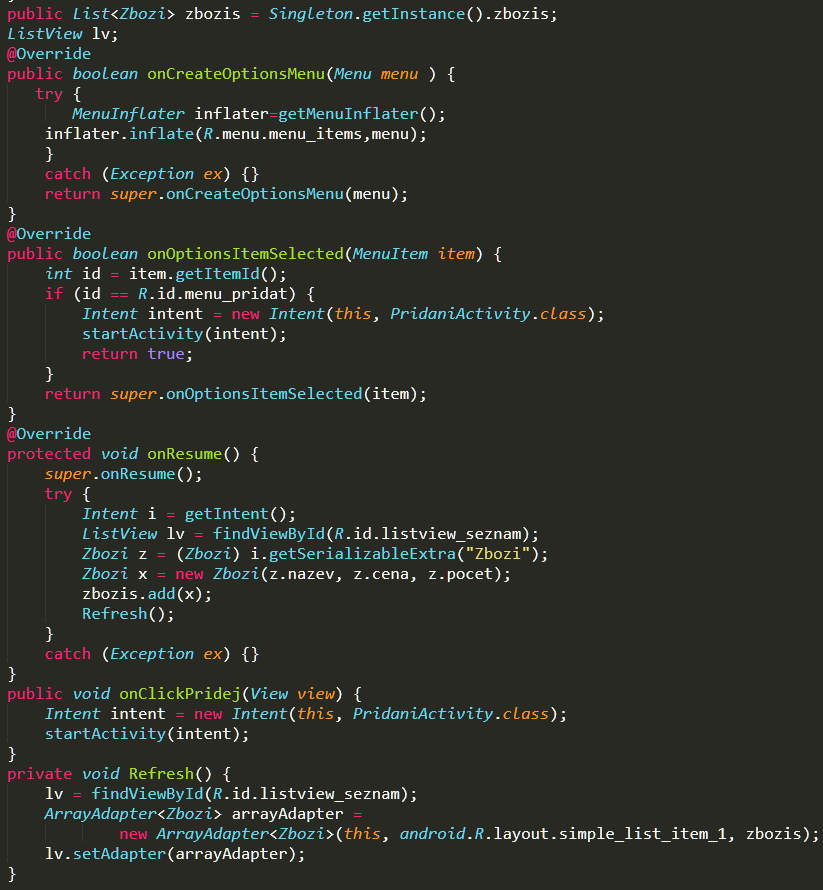 public List<Zbozi> zbozis = Singleton.getInstance().zbozis;
ListView lv;
@Override
public boolean onCreateOptionsMenu(Menu menu ) {
   try {
       MenuInflater inflater=getMenuInflater();
    inflater.inflate(R.menu.menu_items,menu);
    }
    catch (Exception ex) {}
    return super.onCreateOptionsMenu(menu);
}
@Override
public boolean onOptionsItemSelected(MenuItem item) {
    int id = item.getItemId();
    if (id == R.id.menu_pridat) {
        Intent intent = new Intent(this, PridaniActivity.class);
        startActivity(intent);
        return true;
    }
    return super.onOptionsItemSelected(item);
}
@Override
protected void onResume() {
    super.onResume();
    try {
        Intent i = getIntent();
        ListView lv = findViewById(R.id.listview_seznam);
        Zbozi z = (Zbozi) i.getSerializableExtra("Zbozi");
        Zbozi x = new Zbozi(z.nazev, z.cena, z.pocet);
        zbozis.add(x);
        Refresh();
    }
    catch (Exception ex) {}
}
public void onClickPridej(View view) {
    Intent intent = new Intent(this, PridaniActivity.class);
    startActivity(intent);
}
private void Refresh() {
    lv = findViewById(R.id.listview_seznam);
    ArrayAdapter<Zbozi> arrayAdapter =
            new ArrayAdapter<Zbozi>(this, android.R.layout.simple_list_item_1, zbozis);
    lv.setAdapter(arrayAdapter);
}